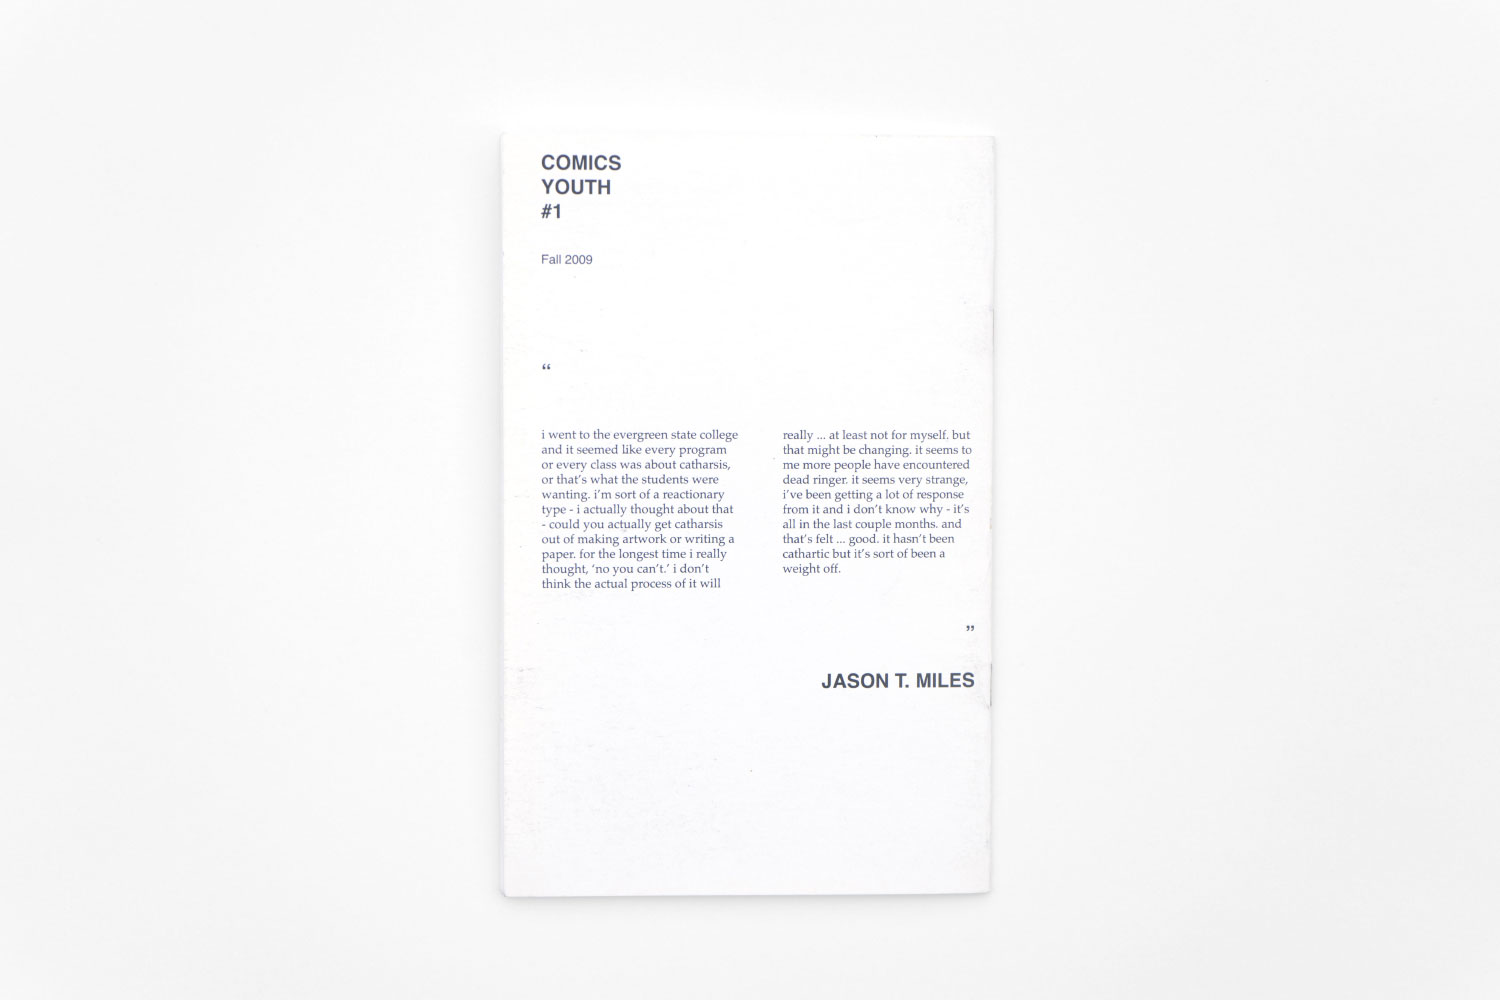 COMICS
YOUTH
#1
Fall 2009
“
i went to the evergreen state college
and it seemed like every program
or every class was about catharsis,
or that’s what the students were
wanting. i’m sort of a reactionary
type - i actually thought about that
- could you actually get catharsis
out of making artwork or writing a
paper. for the longest time i really
thought, ‘no you can’t.’ i don’t
think the actual process of it will
really ... at least not for myself, but
that might be changing. it seems to
me more people have encountered
dead ringer. it seems very strange,
i’ve been getting a lot of response
from it and i don’t know why - it’s
all in the last couple months. and
that’s felt ... good. it hasn’t been
cathartic but it’s sort of been a
weight off.
”
JASON T. MILES